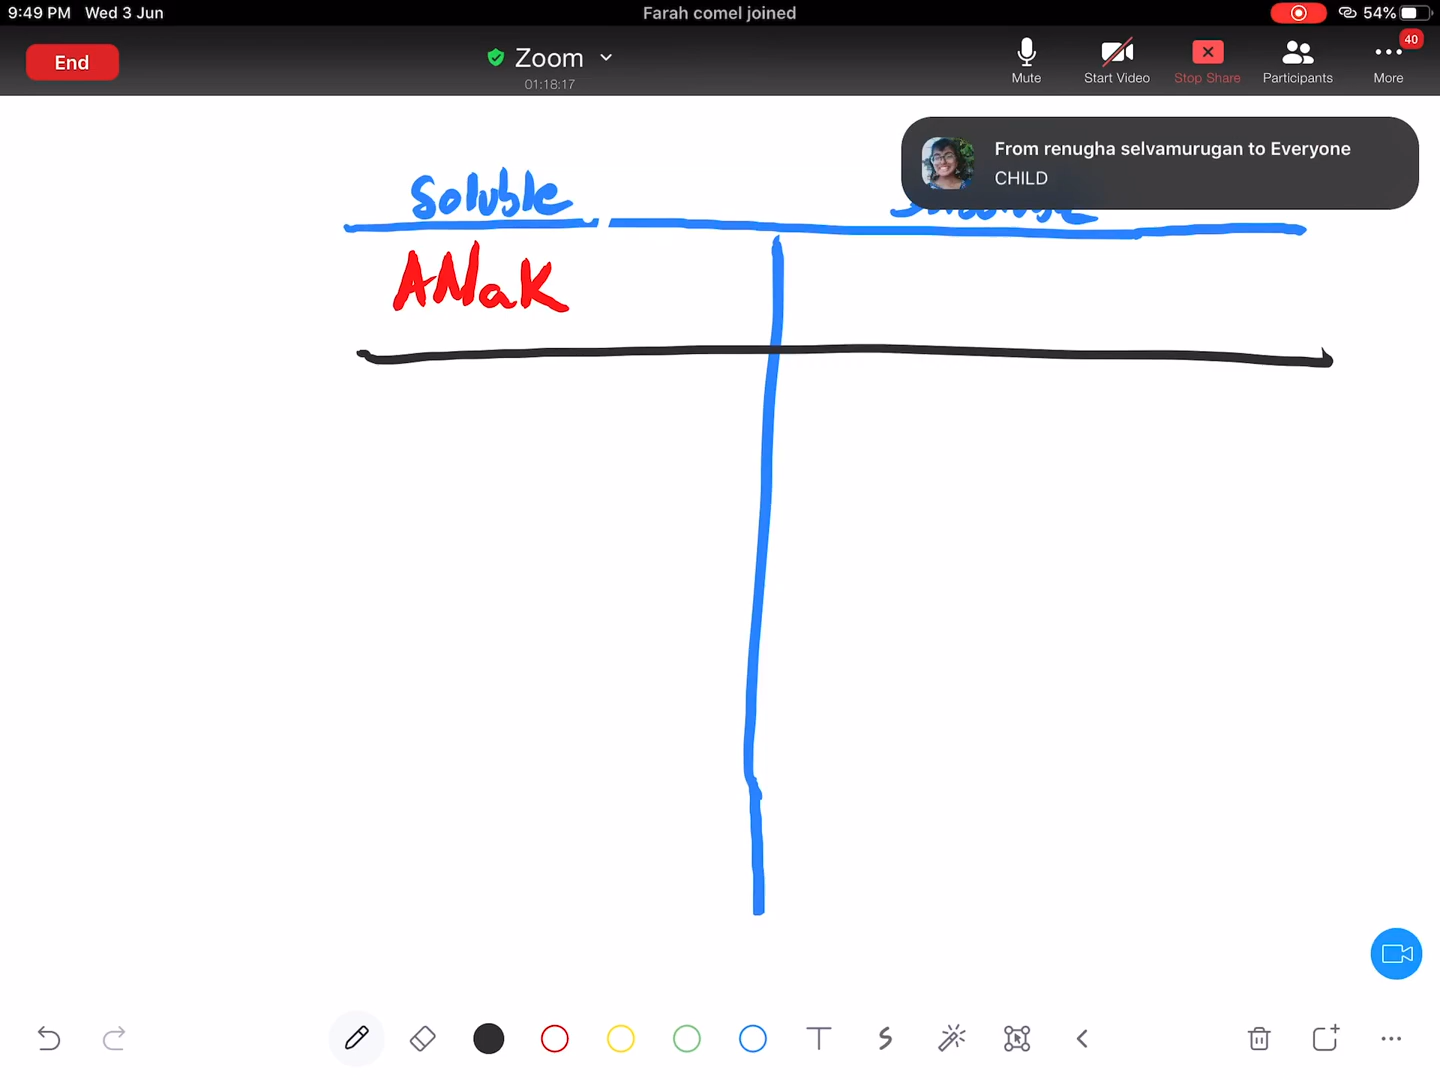 9:49 PM Wed 3 Jun
Farah comel joined
54%
End
Zoom
01:18:17
Mute
Start Video
Stop Share
Participants
40
More
From renugha selvamurugan to Everyone
CHILD
Soluble
ANaK
T